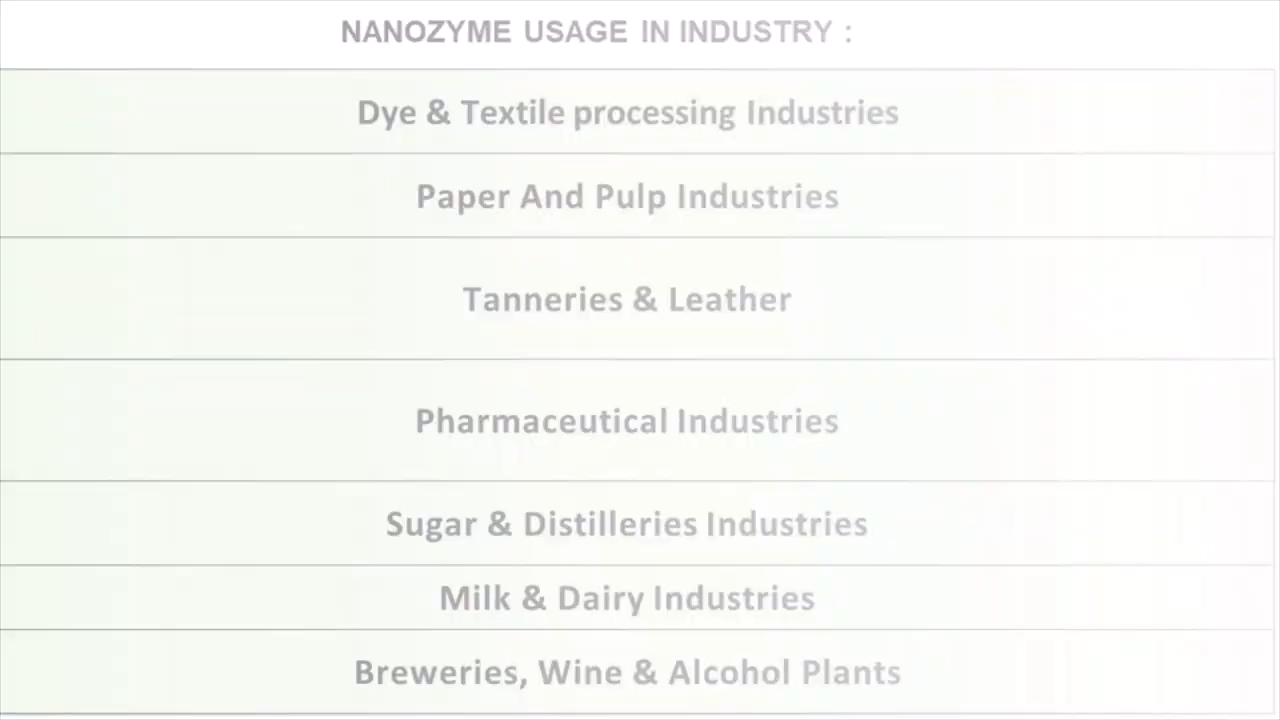 NANOZYME USAGE IN INDUSTRY :
Dye & Textile processing Industries
Paper And Pulp Industries
Tanneries & Leather
Pharmaceutical Industries
Sugar & Distilleries Industries
Milk & Dairy Industries
Breweries, Wine & Alcohol Plants